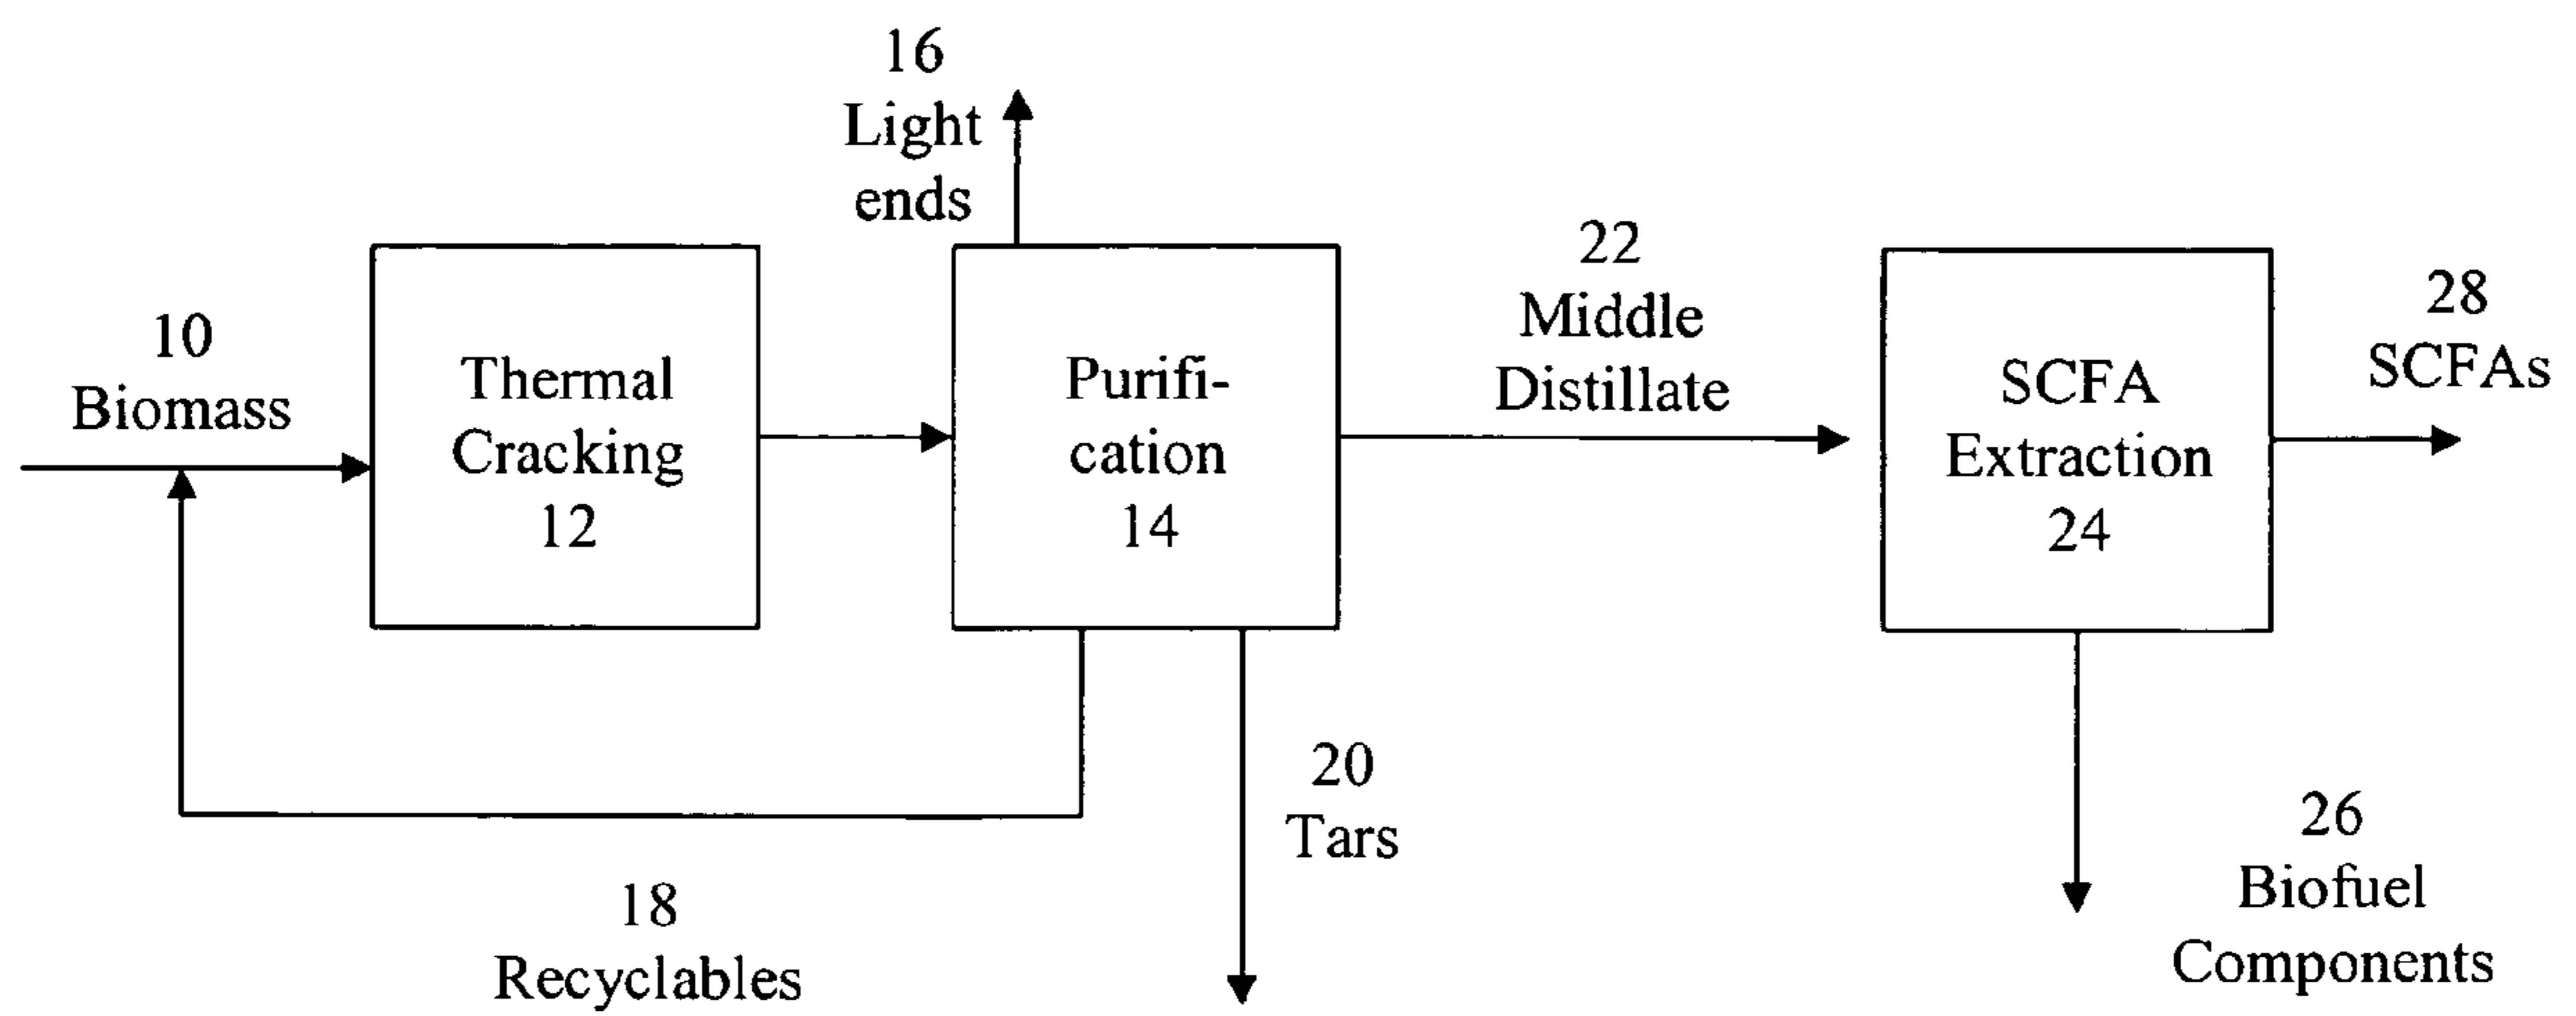 16
Light
ends
10
Biomass
Thermal
Cracking
12
Purifi-
cation
14
22
Middle
Distillate
SCFA
Extraction
24
28
SCFAs
18
Recyclables
20
Tars
26
Biofuel
Components